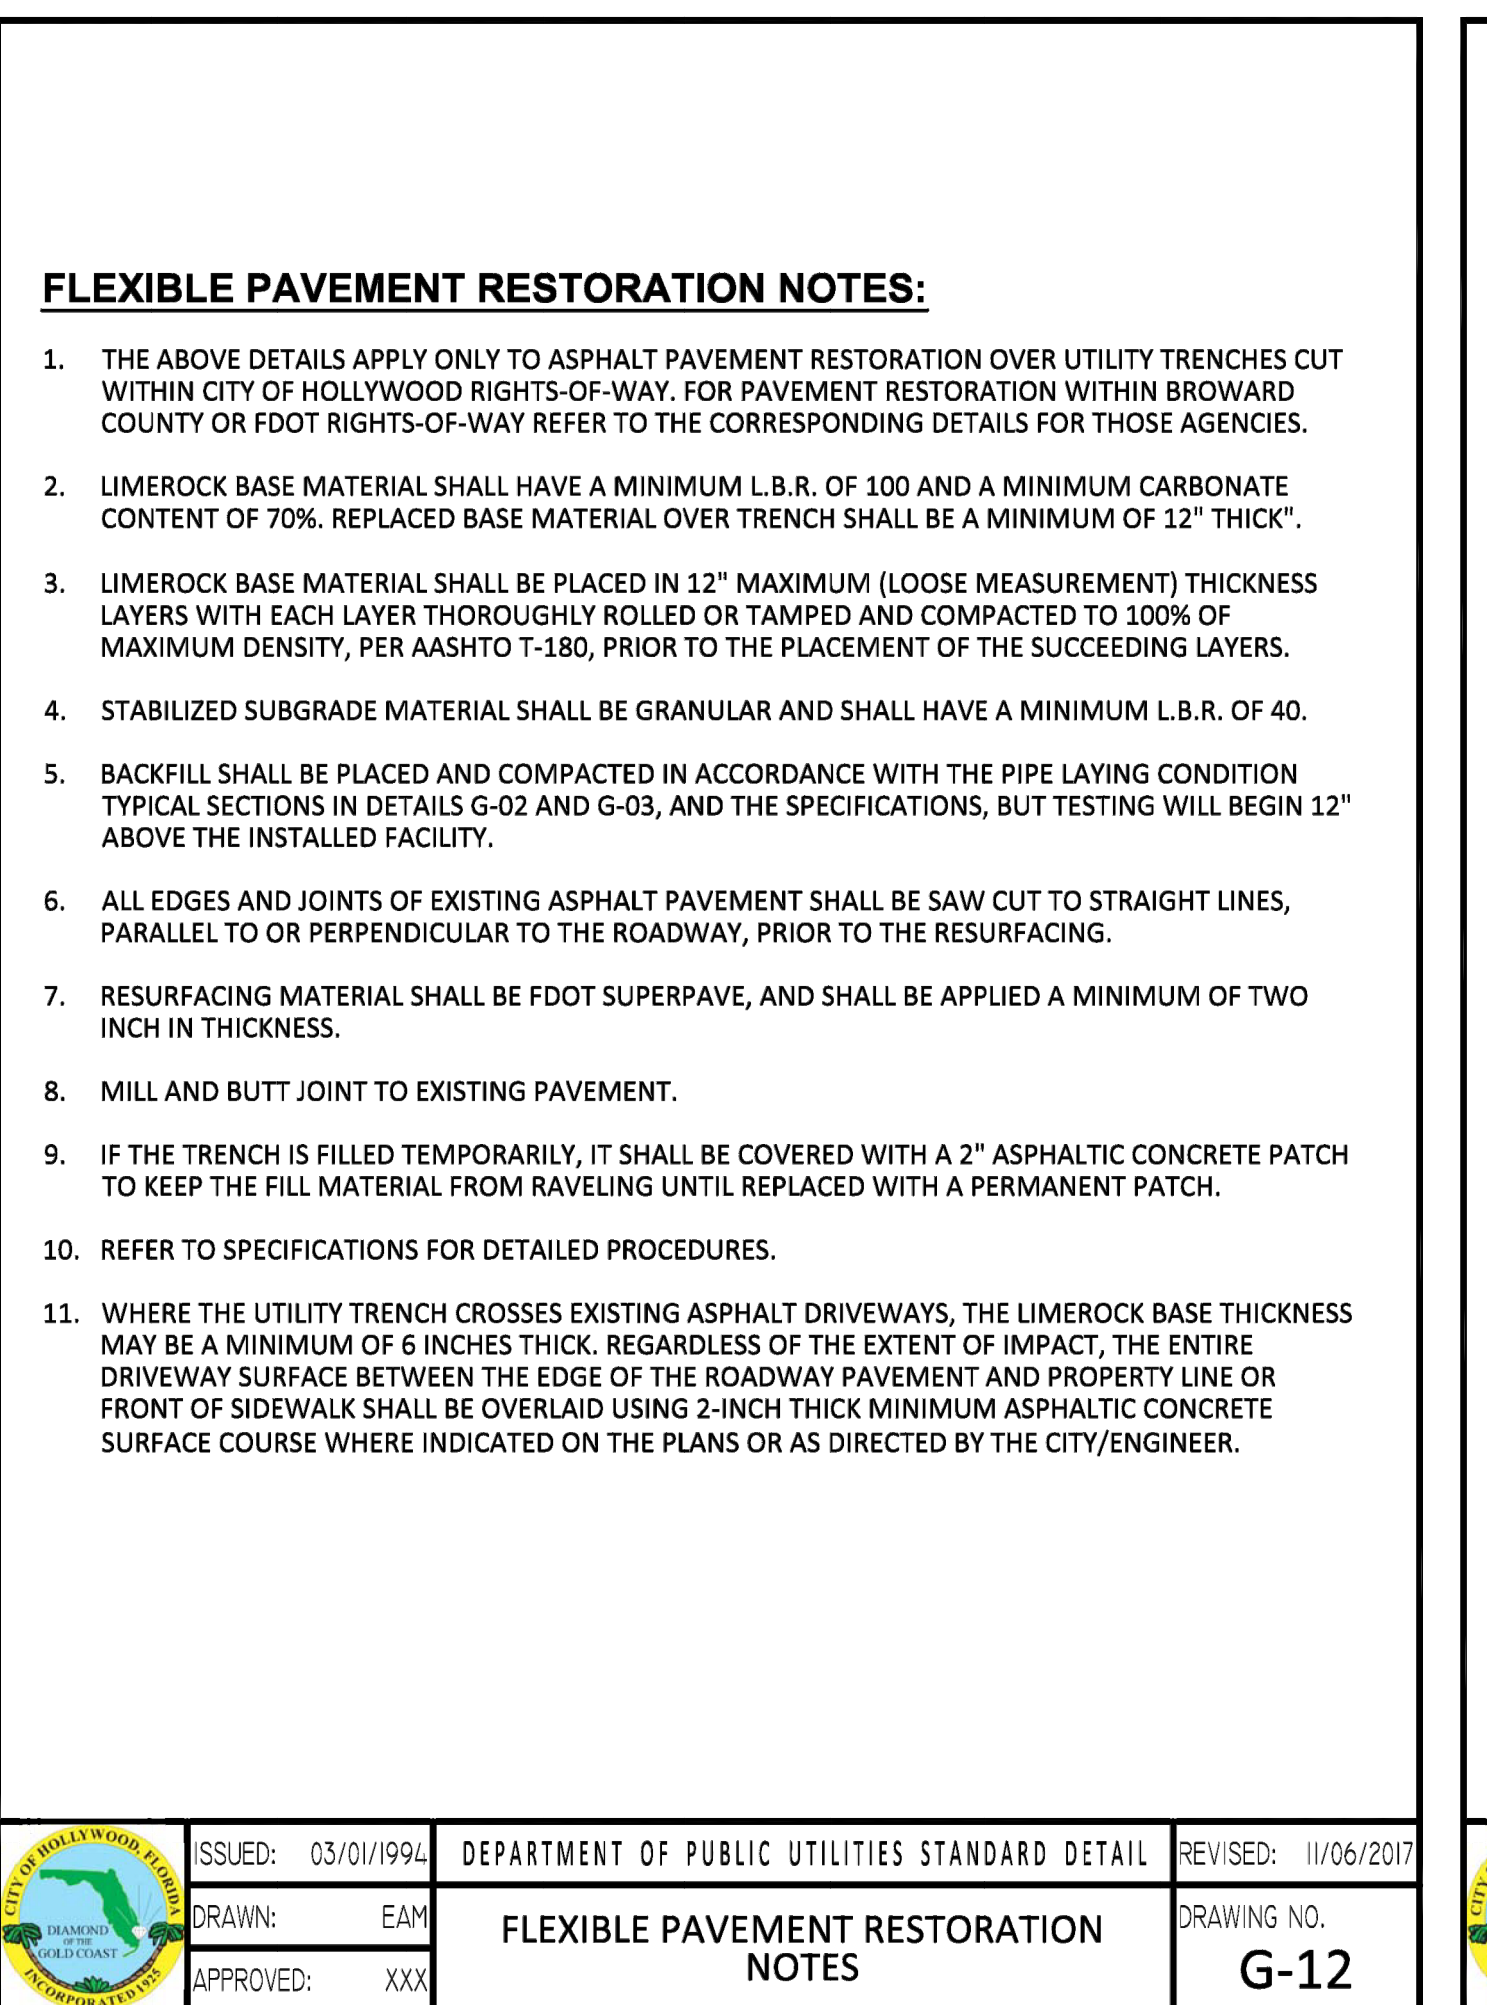 FLEXIBLE PAVEMENT RESTORATION NOTES:
1. THE ABOVE DETAILS APPLY ONLY TO ASPHALT PAVEMENT RESTORATION OVER UTILITY TRENCHES CUT
WITHIN CITY OF HOLLYWOOD RIGHTS-OF-WAY. FOR PAVEMENT RESTORATION WITHIN BROWARD
COUNTY OR FDOT RIGHTS-OF-WAY REFER TO THE CORRESPONDING DETAILS FOR THOSE AGENCIES.
2. LIMEROCK BASE MATERIAL SHALL HAVE A MINIMUM L.B.R. OF 100 AND A MINIMUM CARBONATE
CONTENT OF 70%. REPLACED BASE MATERIAL OVER TRENCH SHALL BE A MINIMUM OF 12" THICK".
3. LIMEROCK BASE MATERIAL SHALL BE PLACED IN 12" MAXIMUM (LOOSE MEASUREMENT) THICKNESS
LAYERS WITH EACH LAYER THOROUGHLY ROLLED OR TAMPED AND COMPACTED TO 100% OF
MAXIMUM DENSITY, PER AASHTO T-180, PRIOR TO THE PLACEMENT OF THE SUCCEEDING LAYERS.
4. STABILIZED SUBGRADE MATERIAL SHALL BE GRANULAR AND SHALL HAVE A MINIMUM L.B.R. OF 40.
5. BACKFILL SHALL BE PLACED AND COMPACTED IN ACCORDANCE WITH THE PIPE LAYING CONDITION
TYPICAL SECTIONS IN DETAILS G-02 AND G-03, AND THE SPECIFICATIONS, BUT TESTING WILL BEGIN 12"
ABOVE THE INSTALLED FACILITY.
6. ALL EDGES AND JOINTS OF EXISTING ASPHALT PAVEMENT SHALL BE SAW CUT TO STRAIGHT LINES,
PARALLEL TO OR PERPENDICULAR TO THE ROADWAY, PRIOR TO THE RESURFACING.
7. RESURFACING MATERIAL SHALL BE FDOT SUPERPAVE, AND SHALL BE APPLIED A MINIMUM OF TWO
INCH IN THICKNESS.
8. MILL AND BUTT JOINT TO EXISTING PAVEMENT.
9. IF THE TRENCH IS FILLED TEMPORARILY, IT SHALL BE COVERED WITH A 2" ASPHALTIC CONCRETE PATCH
TO KEEP THE FILL MATERIAL FROM RAVELING UNTIL REPLACED WITH A PERMANENT PATCH.
10. REFER TO SPECIFICATIONS FOR DETAILED PROCEDURES.
11. WHERE THE UTILITY TRENCH CROSSES EXISTING ASPHALT DRIVEWAYS, THE LIMEROCK BASE THICKNESS
MAY BE A MINIMUM OF 6 INCHES THICK. REGARDLESS OF THE EXTENT OF IMPACT, THE ENTIRE
DRIVEWAY SURFACE BETWEEN THE EDGE OF THE ROADWAY PAVEMENT AND PROPERTY LINE OR
FRONT OF SIDEWALK SHALL BE OVERLAID USING 2-INCH THICK MINIMUM ASPHALTIC CONCRETE
SURFACE COURSE WHERE INDICATED ON THE PLANS OR AS DIRECTED BY THE CITY/ENGINEER.
CITY OF HOLLYWOOD, FLORIDA
DIAMOND
OF THE
GOLD COAST
INCORPORATED 1925
ISSUED: 03/01/1994
DRAWN: EAM
APPROVED: XXX
DEPARTMENT OF PUBLIC UTILITIES STANDARD DETAIL
FLEXIBLE PAVEMENT RESTORATION
NOTES
REVISED: 11/06/2017
DRAWING NO.
G-12